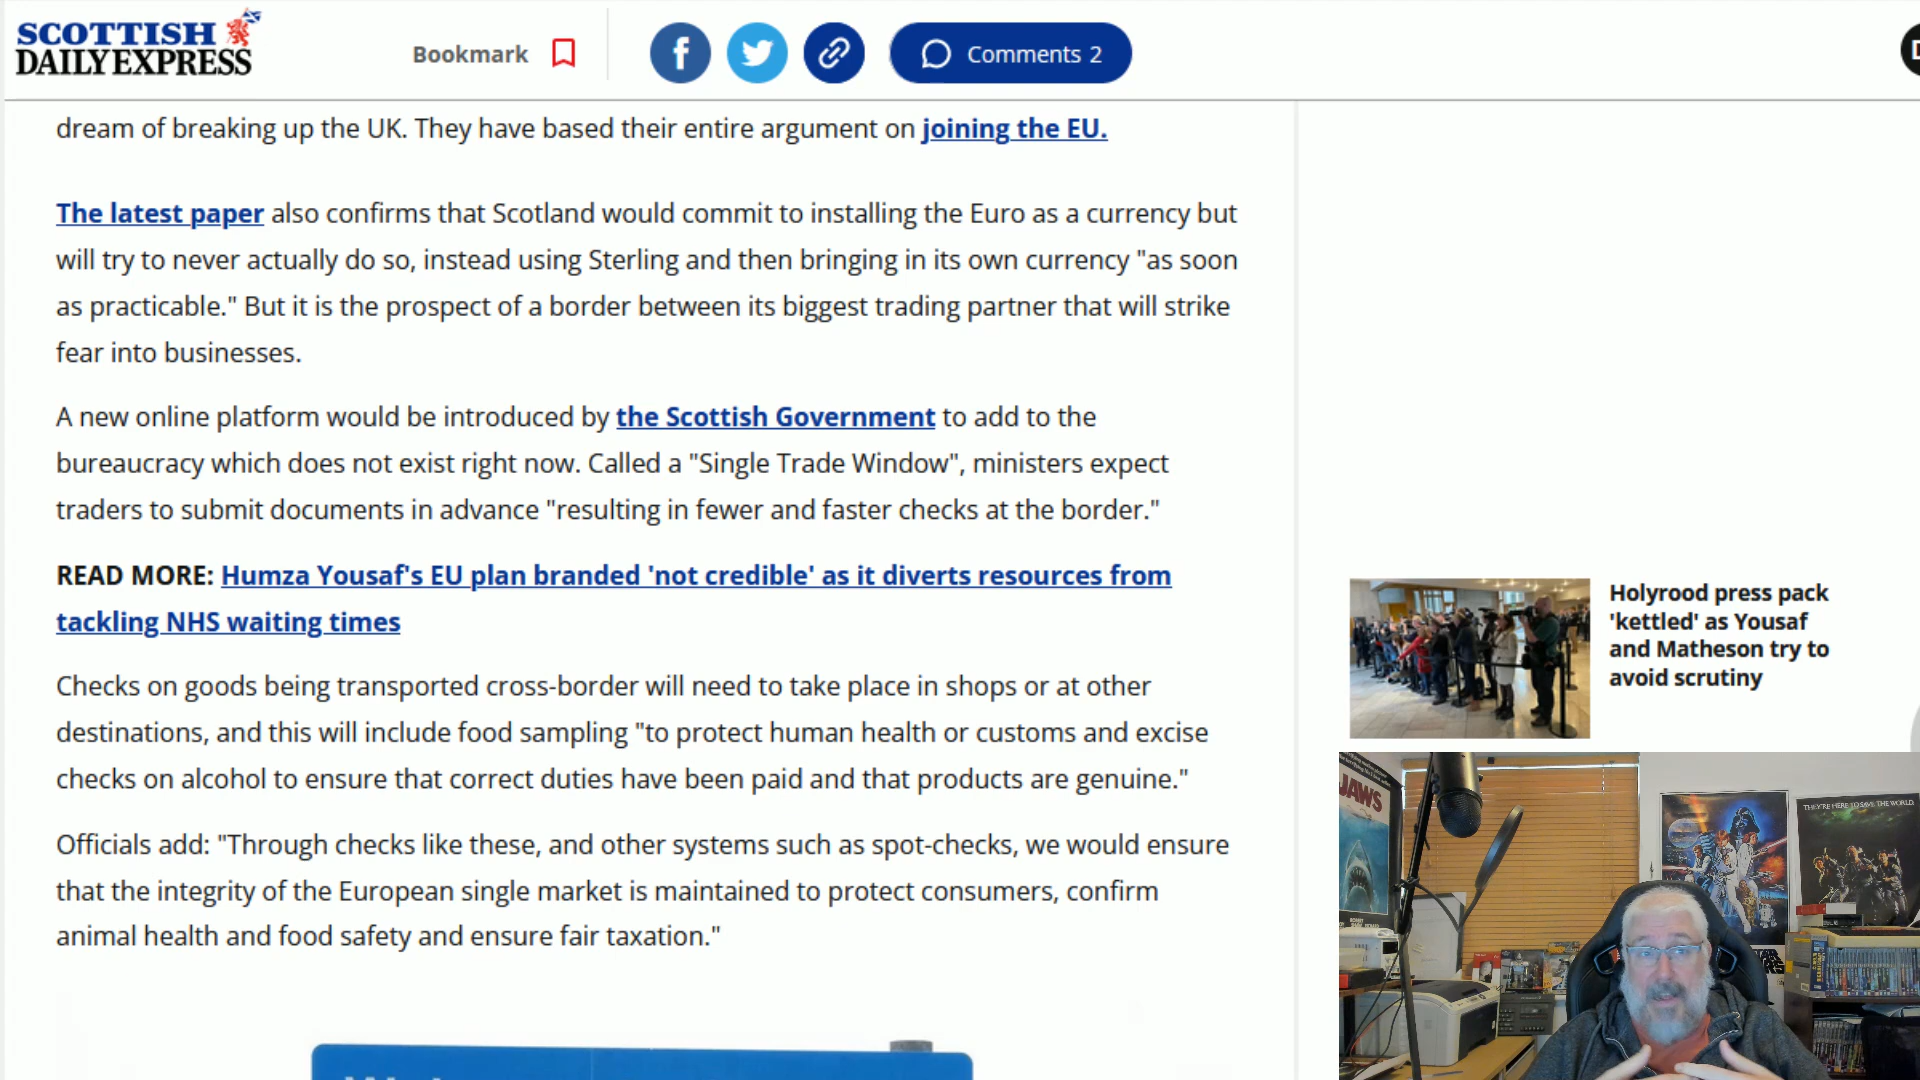 SCOTTISH
DAILY EXPRESS
Bookmark
Comments 2
dream of breaking up the UK. They have based their entire argument on joining the EU.
The latest paper also confirms that Scotland would commit to installing the Euro as a currency but
will try to never actually do so, instead using Sterling and then bringing in its own currency "as soon
as practicable." But it is the prospect of a border between its biggest trading partner that will strike
fear into businesses.
A new online platform would be introduced by the Scottish Government to add to the
bureaucracy which does not exist right now. Called a "Single Trade Window", ministers expect
traders to submit documents in advance "resulting in fewer and faster checks at the border."
READ MORE: Humza Yousaf's EU plan branded 'not credible' as it diverts resources from
tackling NHS waiting times
Checks on goods being transported cross-border will need to take place in shops or at other
destinations, and this will include food sampling "to protect human health or customs and excise
checks on alcohol to ensure that correct duties have been paid and that products are genuine."
Officials add: "Through checks like these, and other systems such as spot-checks, we would ensure
that the integrity of the European single market is maintained to protect consumers, confirm
animal health and food safety and ensure fair taxation."
Holyrood press pack
'kettled' as Yousaf
and Matheson try to
avoid scrutiny
JAWS
THEY'RE HERE TO SAVE THE WORLD.